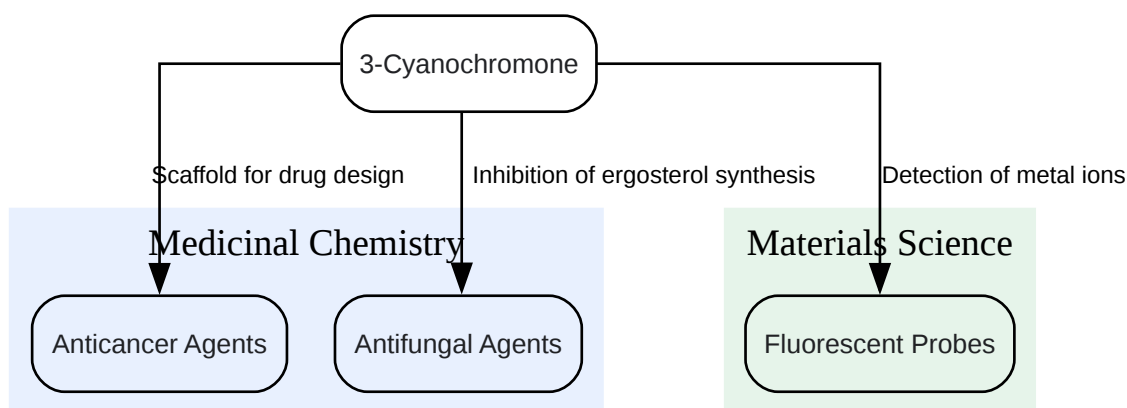 3-Cyanochromone
Scaffold for drug design
Inhibition of ergosterol synthesis
Detection of metal ions
Medicinal Chemistry
Materials Science
Anticancer Agents
Antifungal Agents
Fluorescent Probes